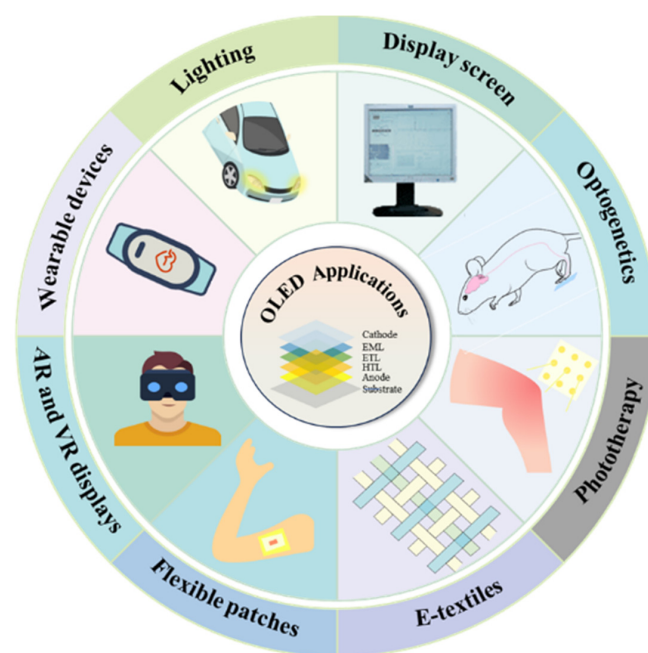 Lighting
Display screen
Optogenetics
Phototherapy
E-textiles
Flexible patches
AR and VR displays
Wearable devices
OLED Applications
Cathode
EML
ETL
HTL
Anode
Substrate